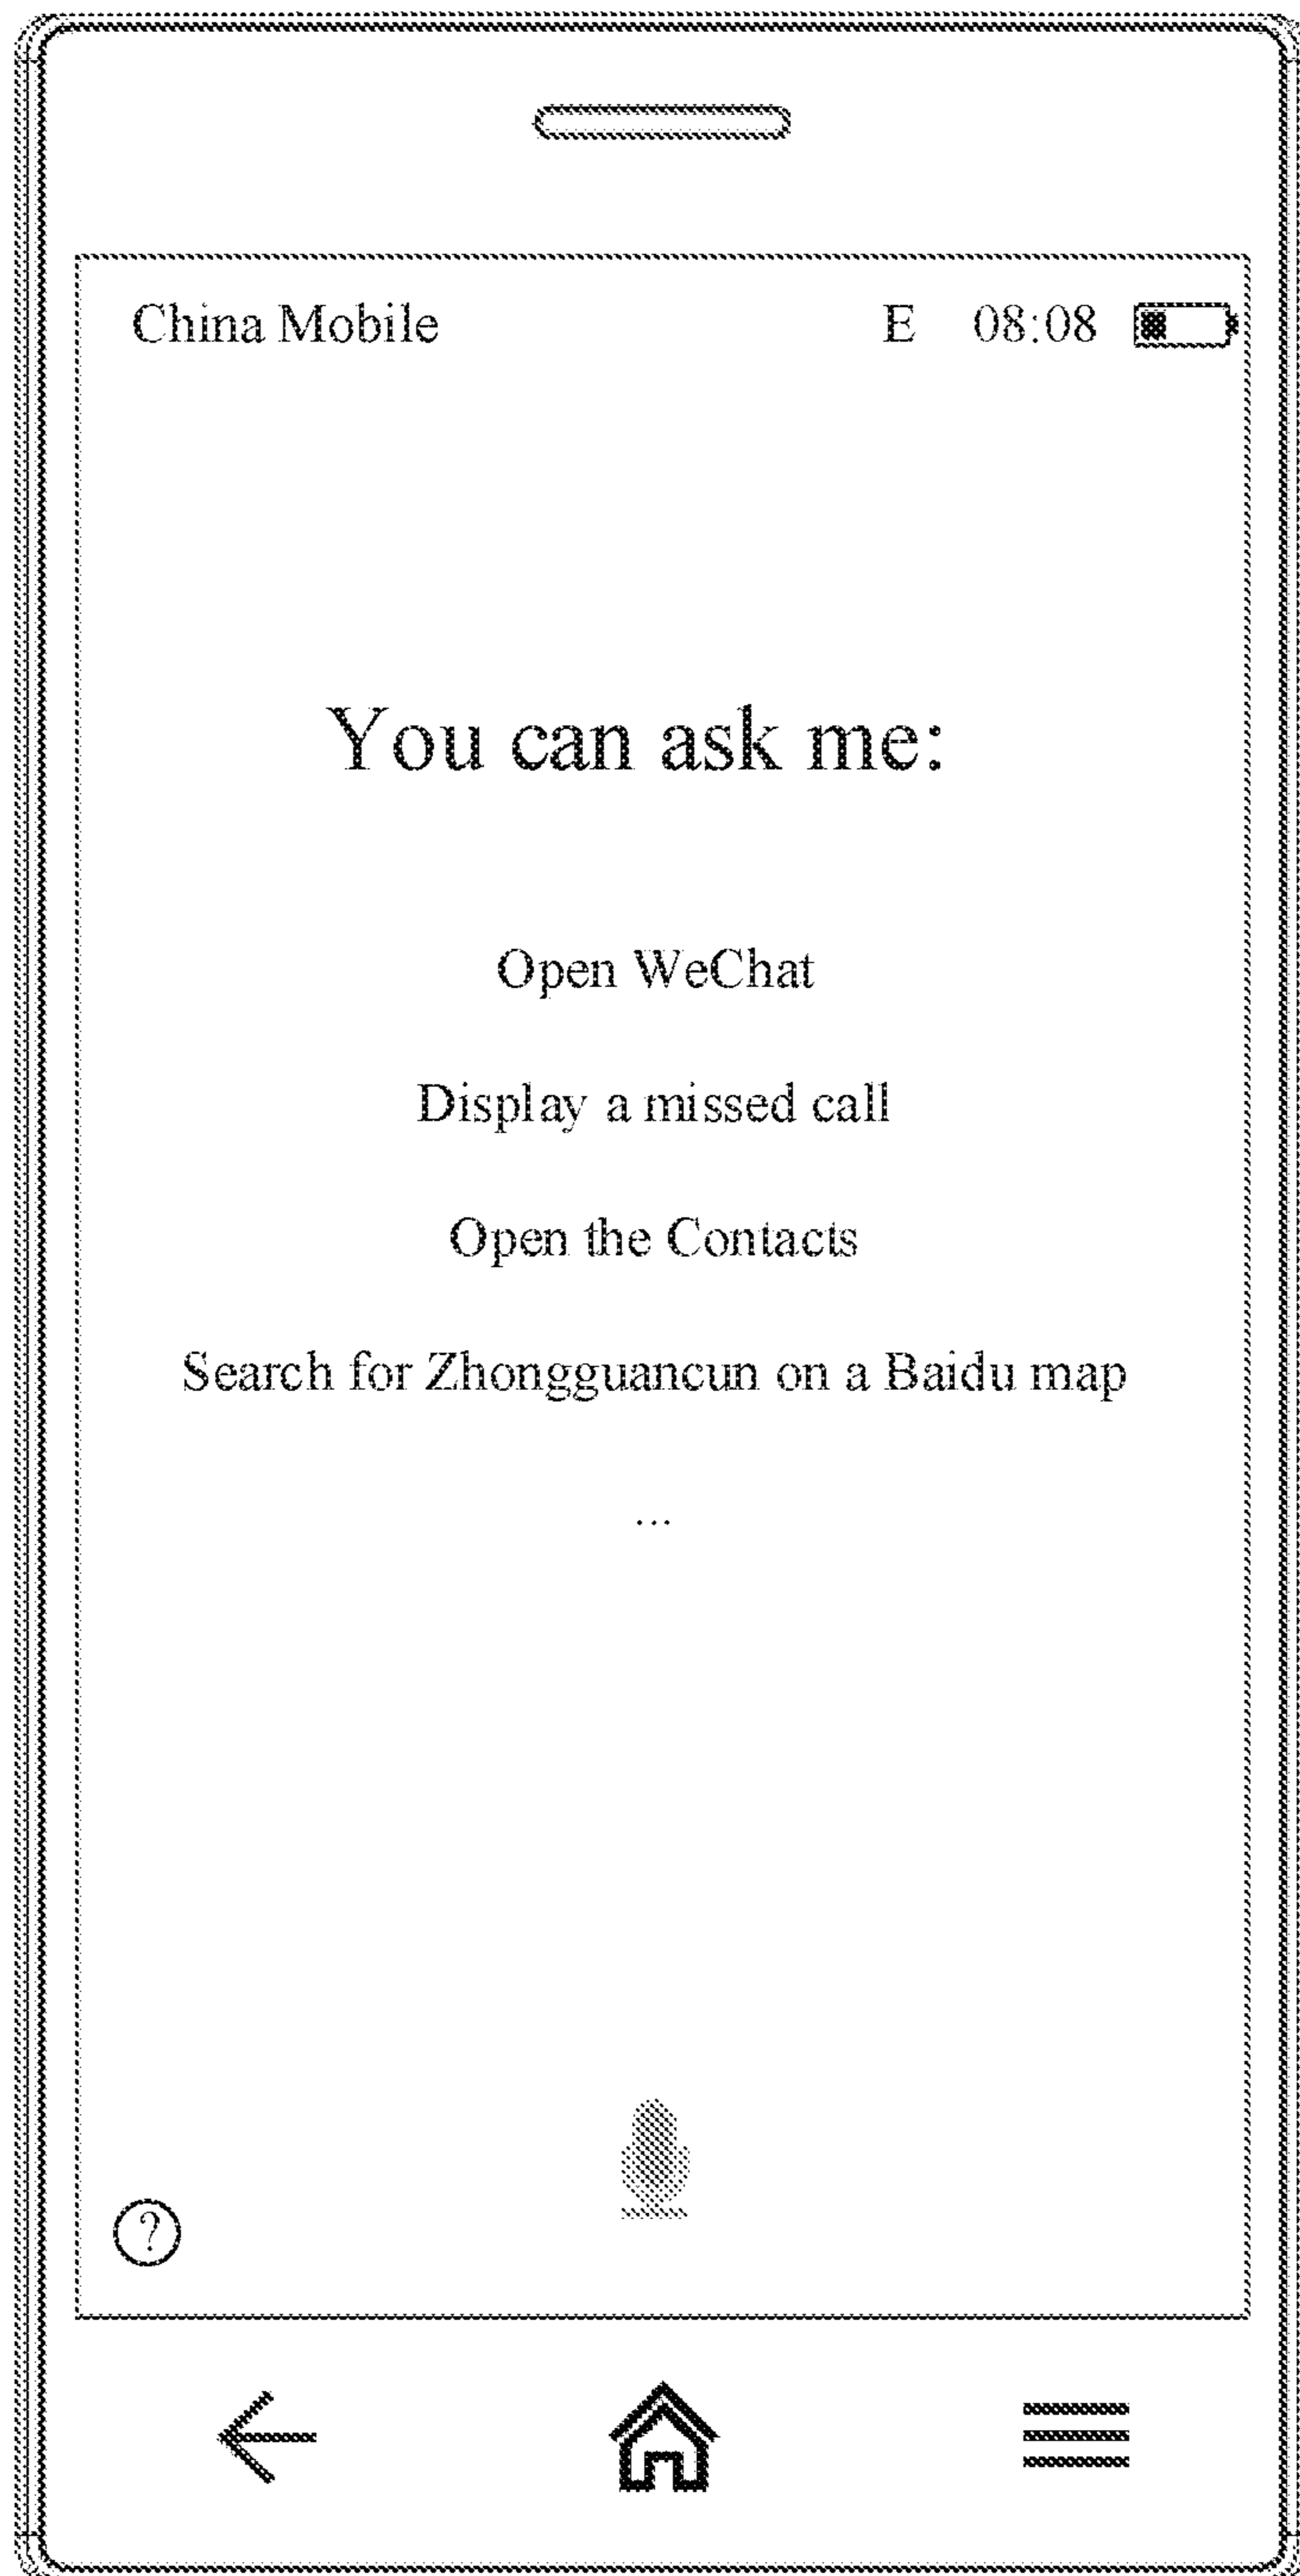 China Mobile E 08:08
You can ask me:
Open WeChat
Display a missed call
Open the Contacts
Search for Zhongguancun on a Baidu map
...
?